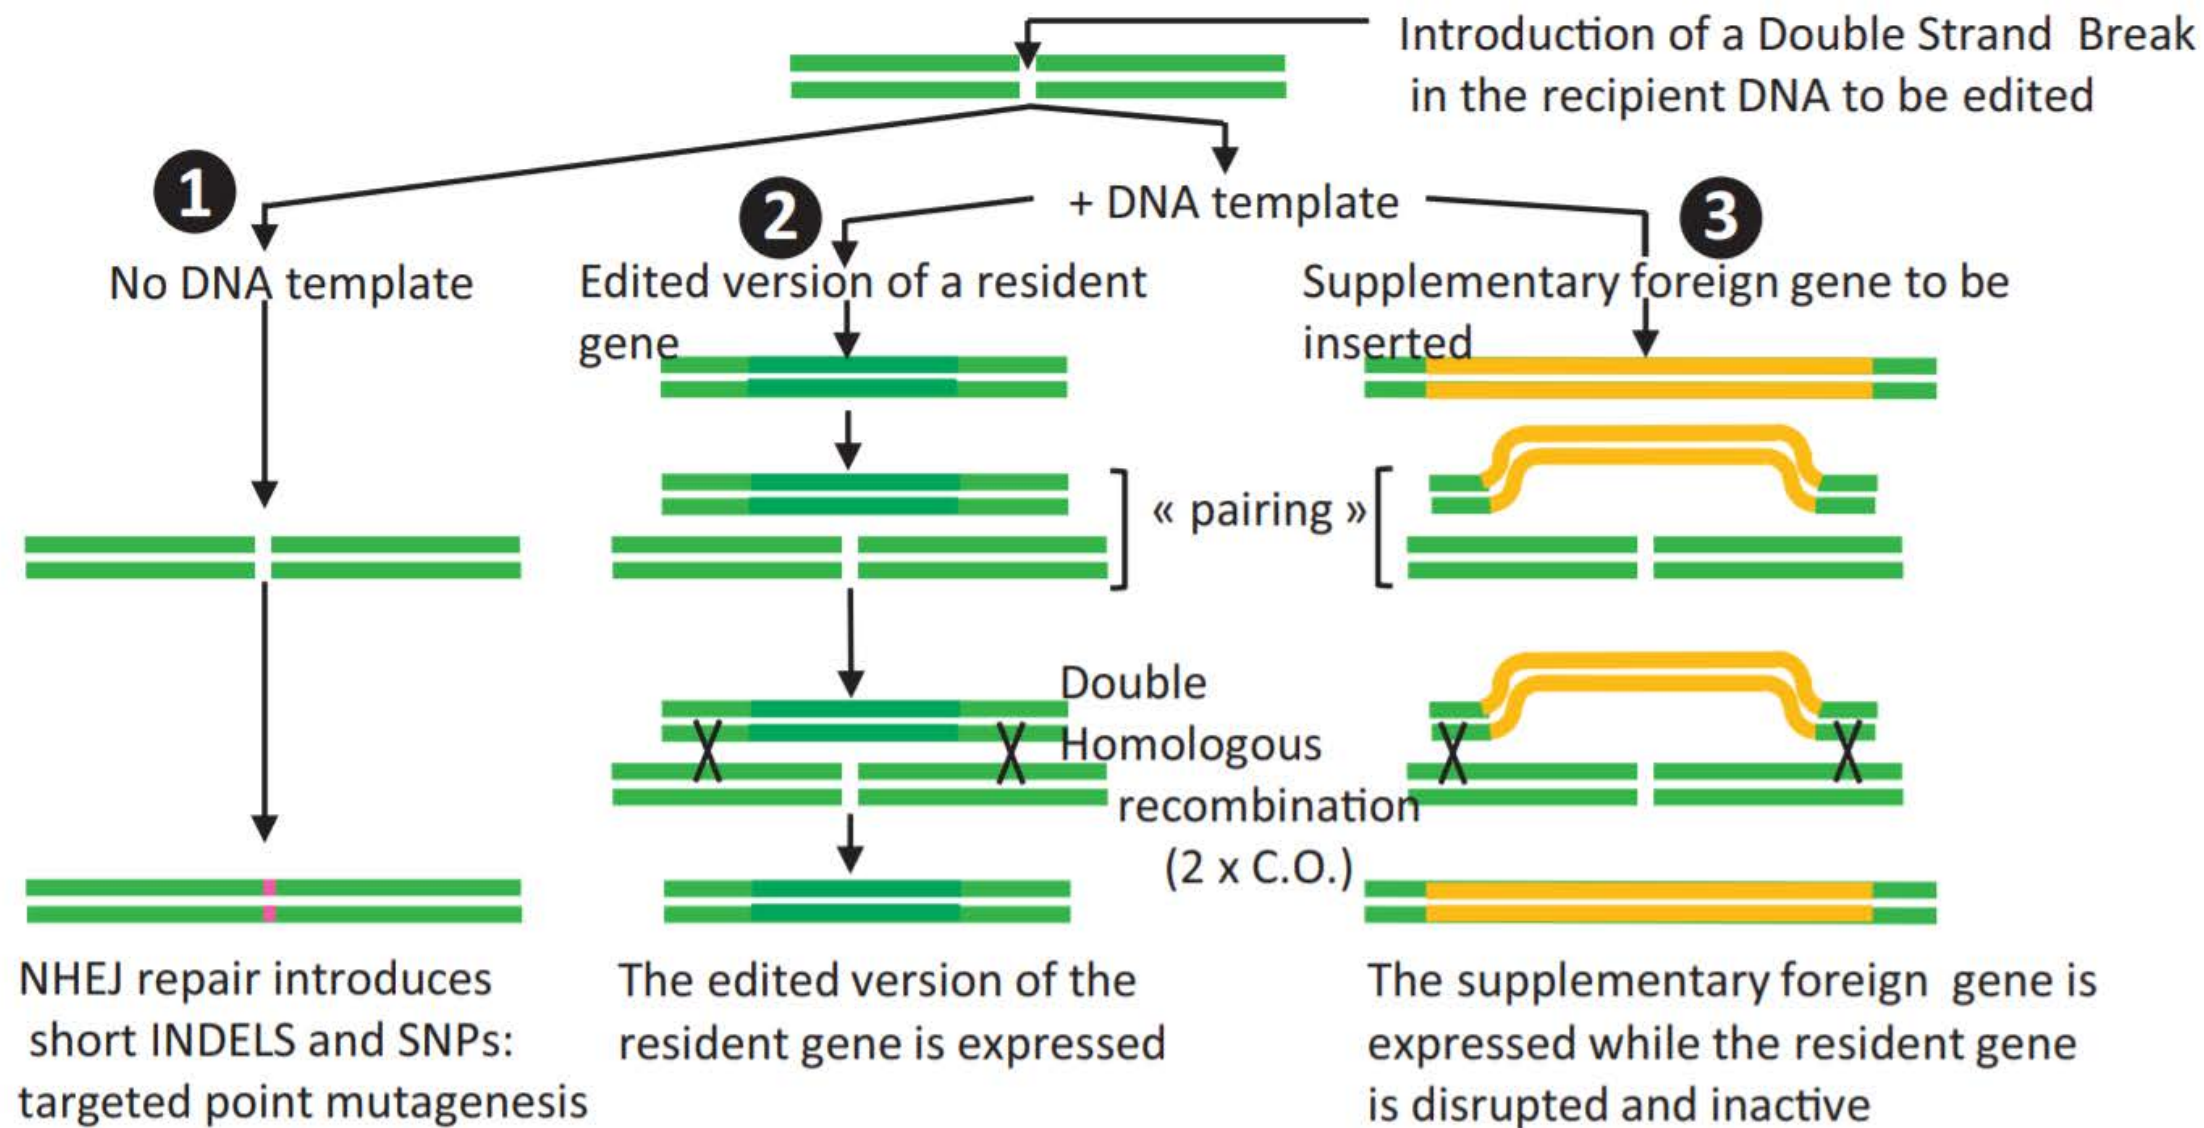 Introduction of a Double Strand Break
in the recipient DNA to be edited
1
2
+ DNA template
3
No DNA template
Edited version of a resident
gene
Supplementary foreign gene to be
inserted
« pairing »
Double
Homologous
recombination
(2 x C.O.)
NHEJ repair introduces
short INDELS and SNPs:
targeted point mutagenesis
The edited version of the
resident gene is expressed
The supplementary foreign gene is
expressed while the resident gene
is disrupted and inactive